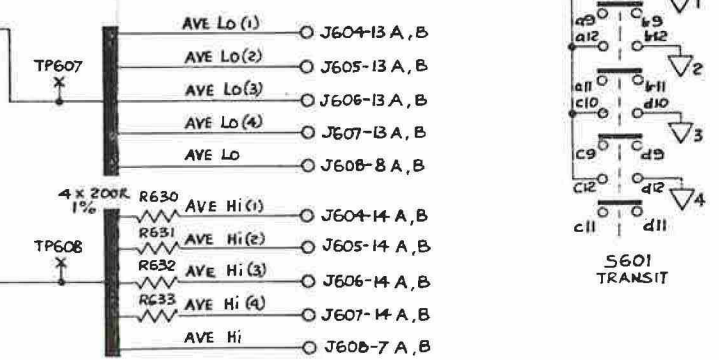 AVE Lo (1) J604-13 A,B
TP607 AVE Lo(2) J605-13 A,B
AVE Lo(3) J606-13 A,B
AVE Lo(4) J607-13 A,B
AVE Lo J608-8 A,B
4 x 200R
1%
R630 AVE Hi(1) J604-14 A,B
TP608 R631 AVE Hi(2) J605-14 A,B
R632 AVE Hi(3) J606-14 A,B
R633 AVE Hi(4) J607-14 A,B
AVE Hi J608-7 A,B
1
a9 b9
a12 b12
2
a11 b11
c10 d10
3
c9 d9
c12 d12
4
c11 d11
S601
TRANSIT